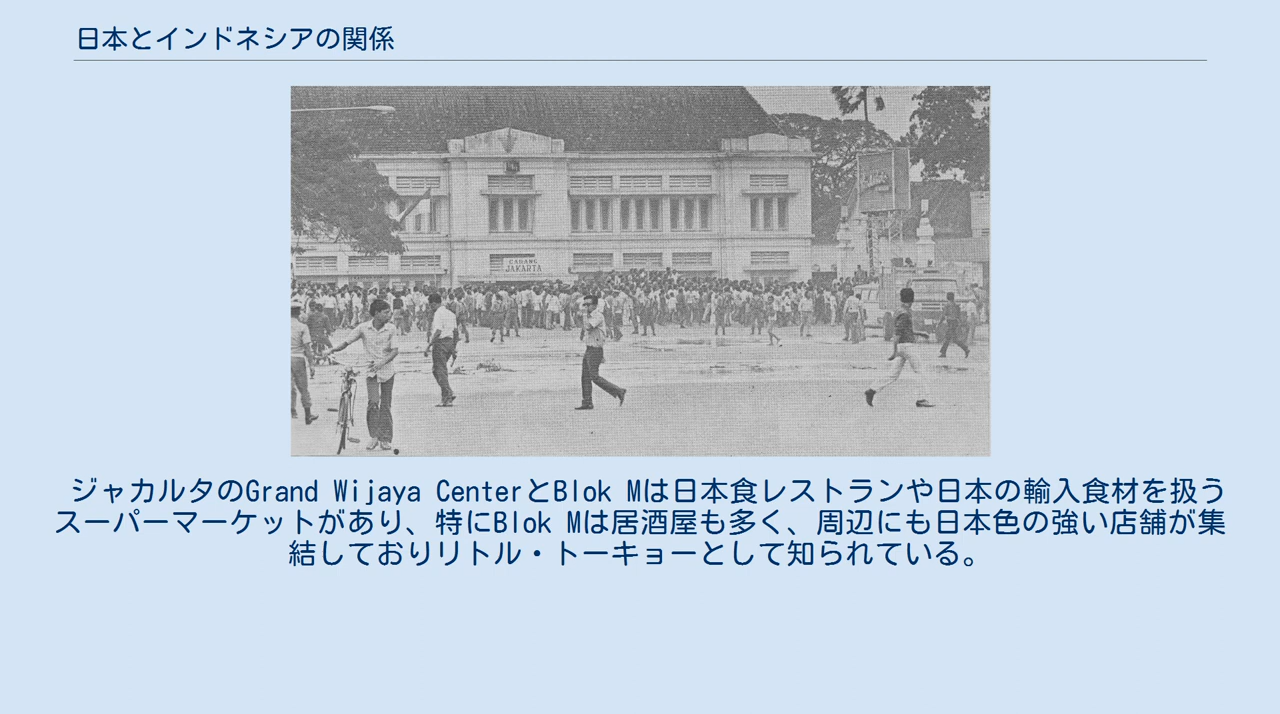 日本とインドネシアの関係
CABANG
JAKARTA
ジャカルタのGrand Wijaya CenterとBlok Mは日本食レストランや日本の輸入食材を扱う
スーパーマーケットがあり、特にBlok Mは居酒屋も多く、周辺にも日本色の強い店舗が集
結しておりリトル・トーキョーとして知られている。